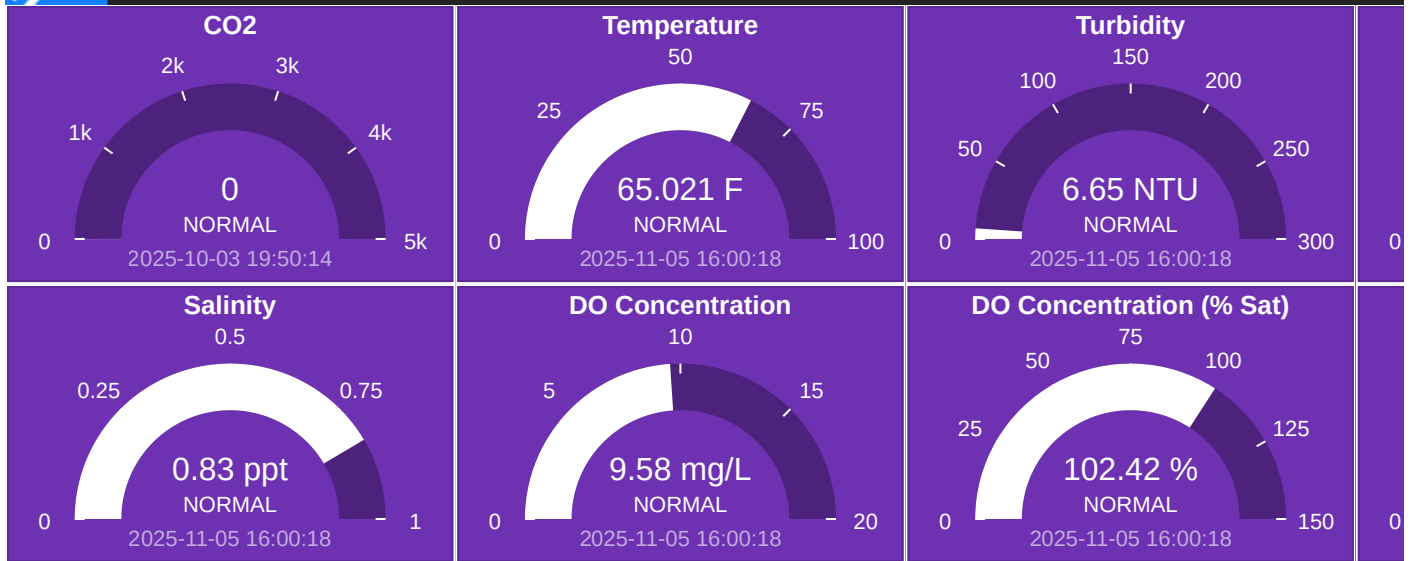 CO2
2k
3k
1k
4k
0
NORMAL
0
5k
2025-10-03 19:50:14
Temperature
50
25
75
65.021 F
NORMAL
0
100
2025-11-05 16:00:18
Turbidity
150
100
200
50
250
6.65 NTU
NORMAL
0
300
2025-11-05 16:00:18
0
Salinity
0.5
0.25
0.75
0.83 ppt
NORMAL
0
1
2025-11-05 16:00:18
DO Concentration
10
5
15
9.58 mg/L
NORMAL
0
20
2025-11-05 16:00:18
DO Concentration (% Sat)
75
50
100
25
125
102.42 %
NORMAL
0
150
2025-11-05 16:00:18
0